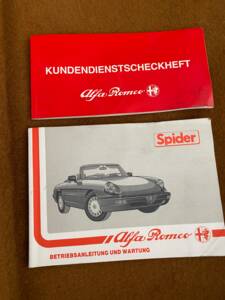 KUNDENDIENSTSCHECKHEFT
Alfa Romeo
Spider
Alfa Romeo
BETRIEBSANLEITUNG UND WARTUNG